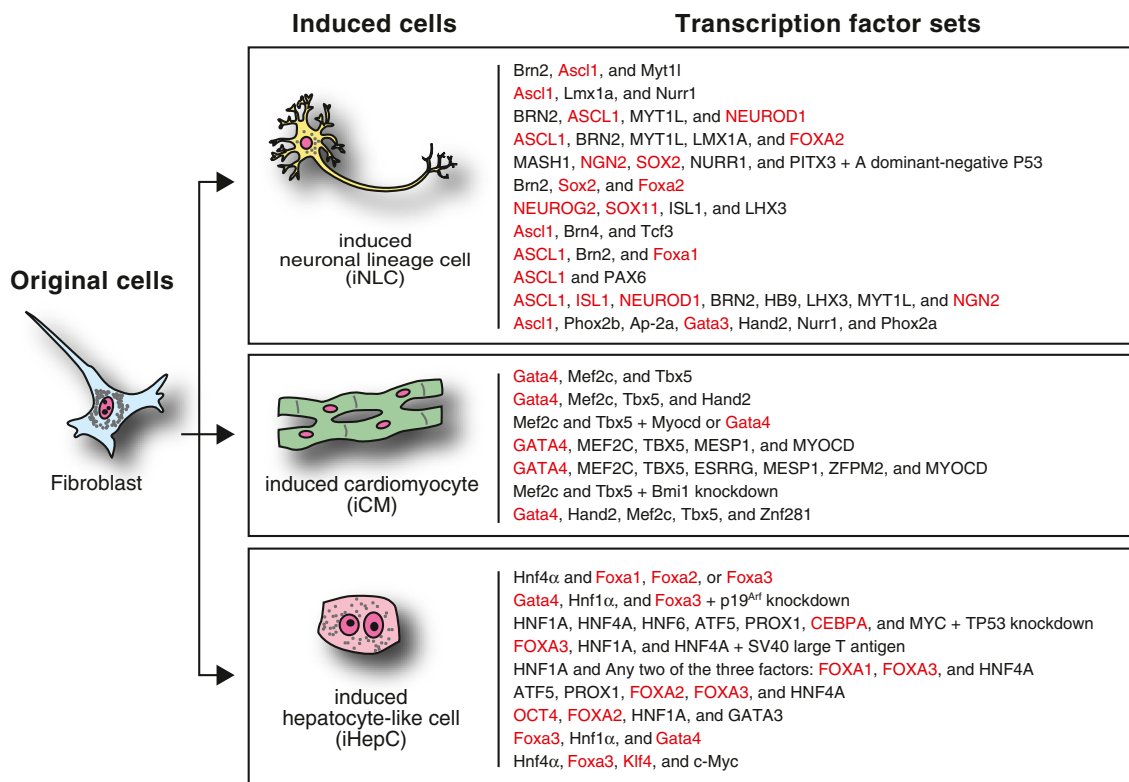 Induced cells
Transcription factor sets
Original cells
Fibroblast
induced
neuronal lineage cell
(iNLC)
Brn2, Ascl1, and Myt1l
Ascl1, Lmx1a, and Nurr1
BRN2, ASCL1, MYT1L, and NEUROD1
ASCL1, BRN2, MYT1L, LMX1A, and FOXA2
MASH1, NGN2, SOX2, NURR1, and PITX3 + A dominant-negative P53
Brn2, Sox2, and Foxa2
NEUROG2, SOX11, ISL1, and LHX3
Ascl1, Brn4, and Tcf3
ASCL1, Brn2, and Foxa1
ASCL1 and PAX6
ASCL1, ISL1, NEUROD1, BRN2, HB9, LHX3, MYT1L, and NGN2
Ascl1, Phox2b, Ap-2a, Gata3, Hand2, Nurr1, and Phox2a
induced cardiomyocyte
(iCM)
Gata4, Mef2c, and Tbx5
Gata4, Mef2c, Tbx5, and Hand2
Mef2c and Tbx5 + Myocd or Gata4
GATA4, MEF2C, TBX5, MESP1, and MYOCD
GATA4, MEF2C, TBX5, ESRRG, MESP1, ZFPM2, and MYOCD
Mef2c and Tbx5 + Bmi1 knockdown
Gata4, Hand2, Mef2c, Tbx5, and Znf281
induced
hepatocyte-like cell
(iHepC)
Hnf4α and Foxa1, Foxa2, or Foxa3
Gata4, Hnf1α, and Foxa3 + p19Arf knockdown
HNF1A, HNF4A, HNF6, ATF5, PROX1, CEBPA, and MYC + TP53 knockdown
FOXA3, HNF1A, and HNF4A + SV40 large T antigen
HNF1A and Any two of the three factors: FOXA1, FOXA3, and HNF4A
ATF5, PROX1, FOXA2, FOXA3, and HNF4A
OCT4, FOXA2, HNF1A, and GATA3
Foxa3, Hnf1α, and Gata4
Hnf4α, Foxa3, Klf4, and c-Myc